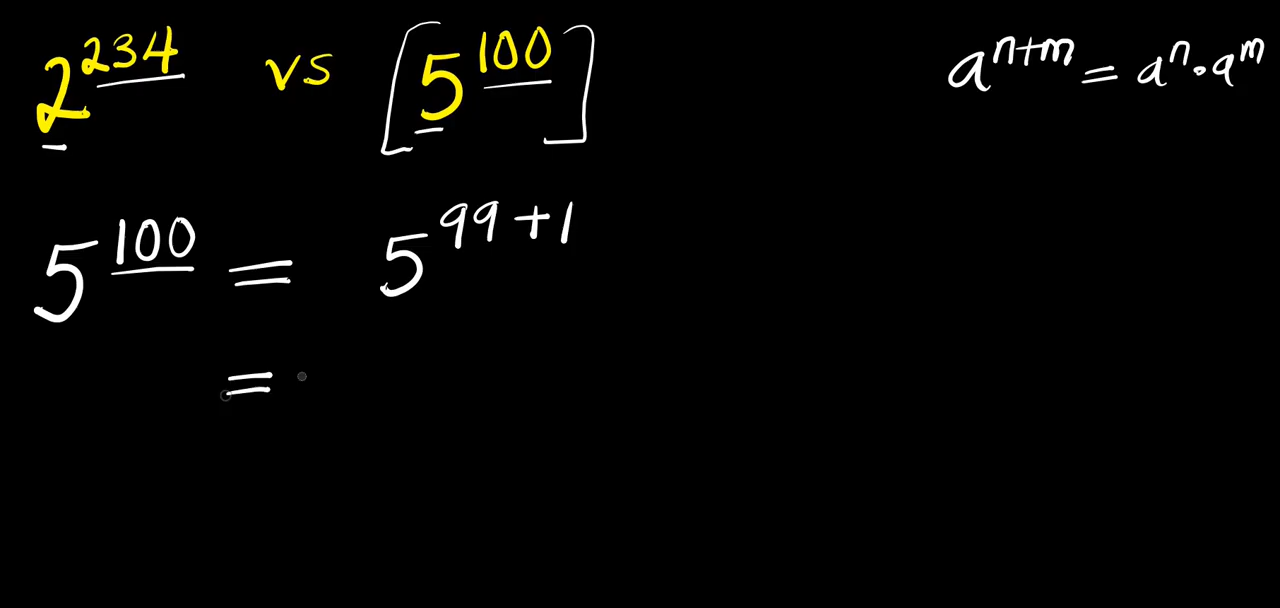 2^234 vs [5^100] a^n+m = a^n · a^m
5^100 = 5^99+1
=